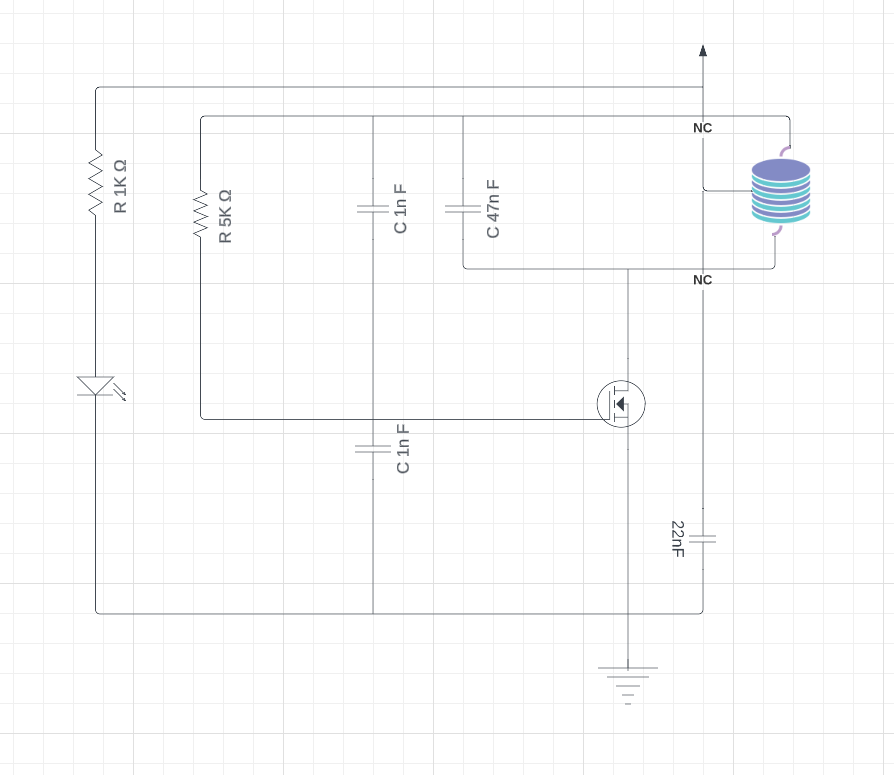 NC
R 1K Ω
R 5K Ω
C 1n F
C 47n F
NC
C 1n F
22nF